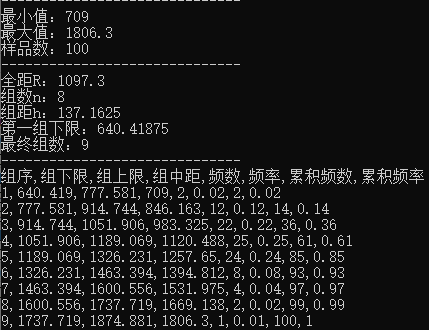 ------------------------------
最小值：709
最大值：1806.3
样品数：100
------------------------------
全距R：1097.3
组数n：8
组距h：137.1625
第一组下限：640.41875
最终组数：9
------------------------------
组序,组下限,组上限,组中距,频数,频率,累积频数,累积频率
1,640.419,777.581,709,2,0.02,2,0.02
2,777.581,914.744,846.163,12,0.12,14,0.14
3,914.744,1051.906,983.325,22,0.22,36,0.36
4,1051.906,1189.069,1120.488,25,0.25,61,0.61
5,1189.069,1326.231,1257.65,24,0.24,85,0.85
6,1326.231,1463.394,1394.812,8,0.08,93,0.93
7,1463.394,1600.556,1531.975,4,0.04,97,0.97
8,1600.556,1737.719,1669.138,2,0.02,99,0.99
9,1737.719,1874.881,1806.3,1,0.01,100,1